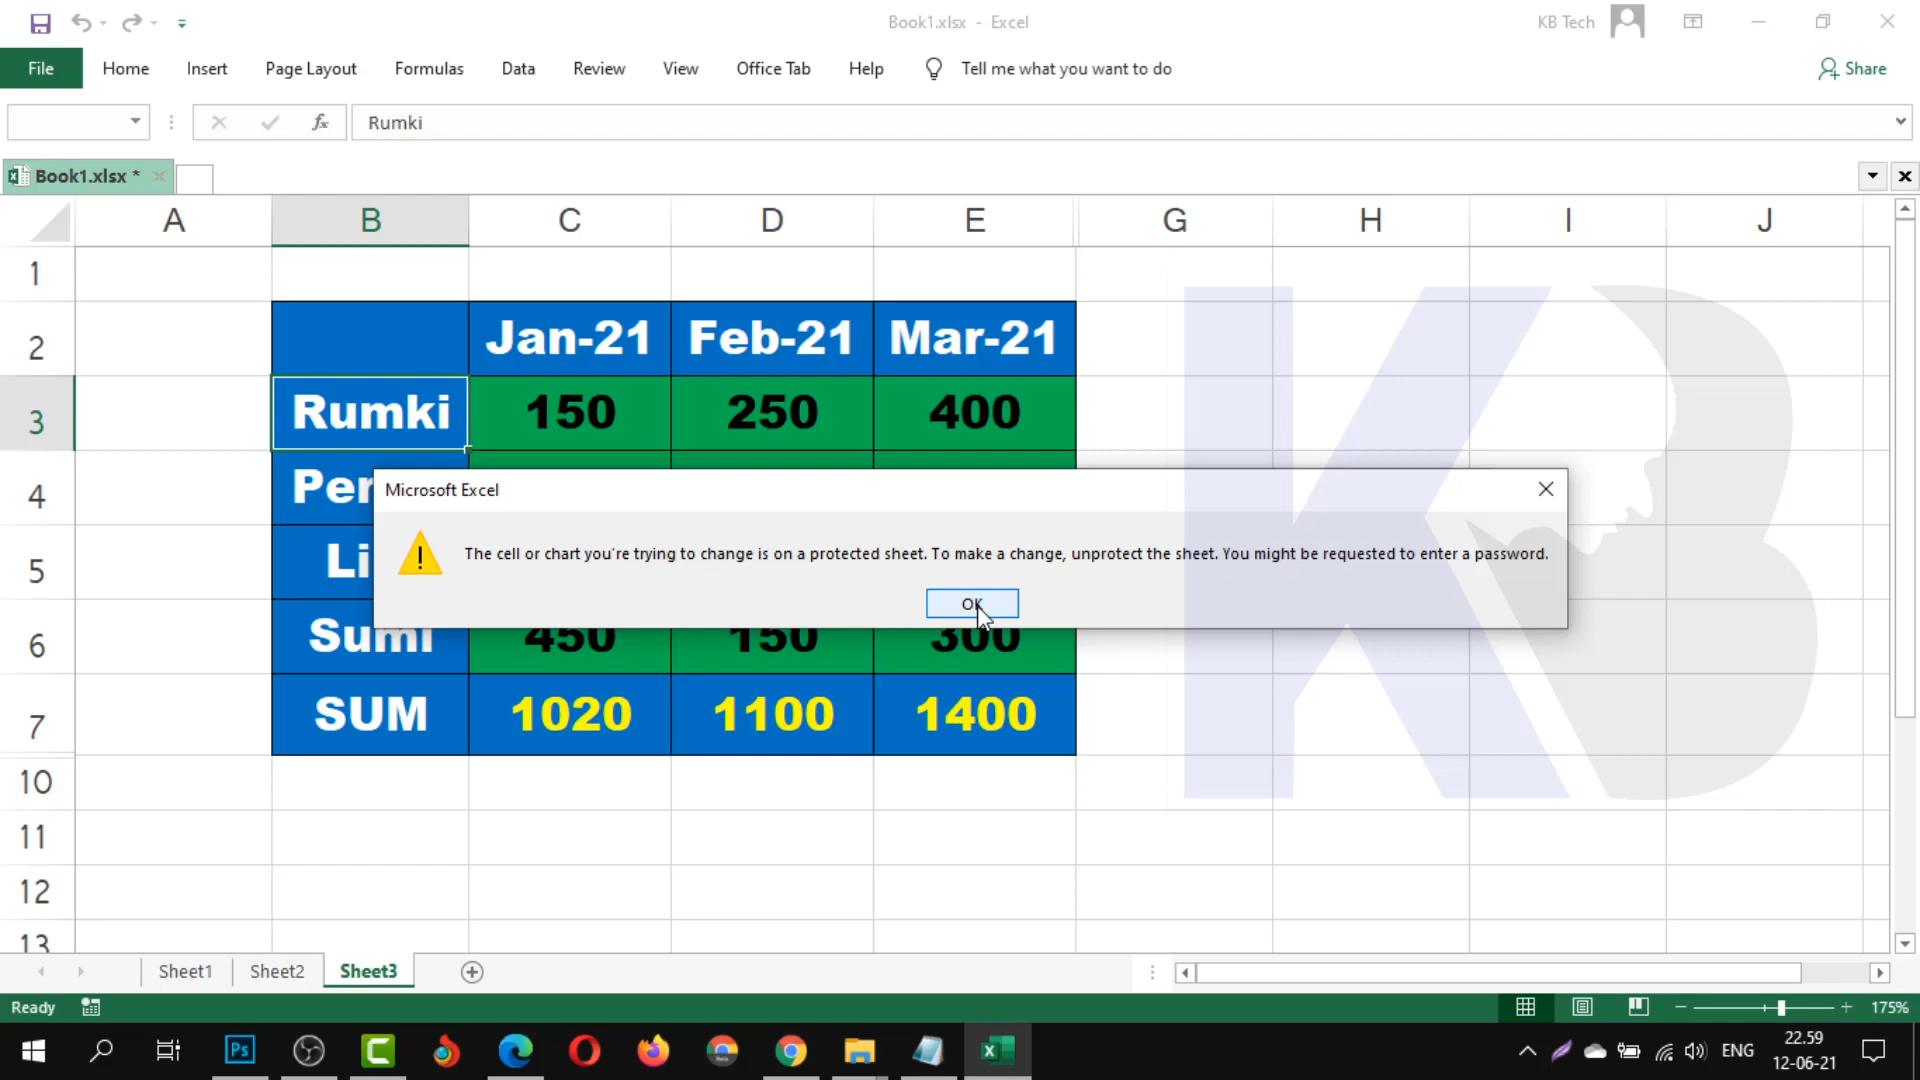 Book1.xlsx - Excel
KB Tech
File Home Insert Page Layout Formulas Data Review View Office Tab Help Tell me what you want to do Share
fx Rumki
Book1.xlsx *
A B C D E G H I J
1
2 Jan-21 Feb-21 Mar-21
3 Rumki 150 250 400
4 Per
Microsoft Excel
The cell or chart you're trying to change is on a protected sheet. To make a change, unprotect the sheet. You might be requested to enter a password.
5 Li
OK
6 Sumi 450 150 300
7 SUM 1020 1100 1400
10
11
12
13
KB
Sheet1 Sheet2 Sheet3
Ready 175%
Ps ENG 22.59
12-06-21